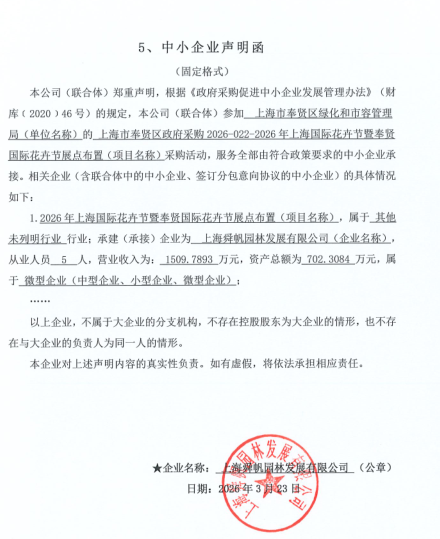 5、中小企业声明函
（固定格式）
本公司（联合体）郑重声明，根据《政府采购促进中小企业发展管理办法》（财
库﹝2020﹞46 号）的规定，本公司（联合体）参加 上海市奉贤区绿化和市容管理
局（单位名称）的 上海市奉贤区政府采购 2026-022-2026 年上海国际花卉节暨奉贤
国际花卉节展点布置（项目名称）采购活动，服务全部由符合政策要求的中小企业承
接。相关企业（含联合体中的中小企业、签订分包意向协议的中小企业）的具体情况
如下：
1.2026年上海国际花卉节暨奉贤国际花卉节展点布置（项目名称），属于 其他
未列明行业 行业；承建（承接）企业为 上海舜帆园林发展有限公司（企业名称），
从业人员 5 人，营业收入为：1509.7893 万元，资产总额为 702.3084 万元，属
于 微型企业（中型企业、小型企业、微型企业）；
……
以上企业，不属于大企业的分支机构，不存在控股股东为大企业的情形，也不存
在与大企业的负责人为同一人的情形。
本企业对上述声明内容的真实性负责。如有虚假，将依法承担相应责任。
★企业名称： 上海舜帆园林发展有限公司 （公章）
日期：2026 年 3 月 23 日
上海舜帆园林发展有限公司